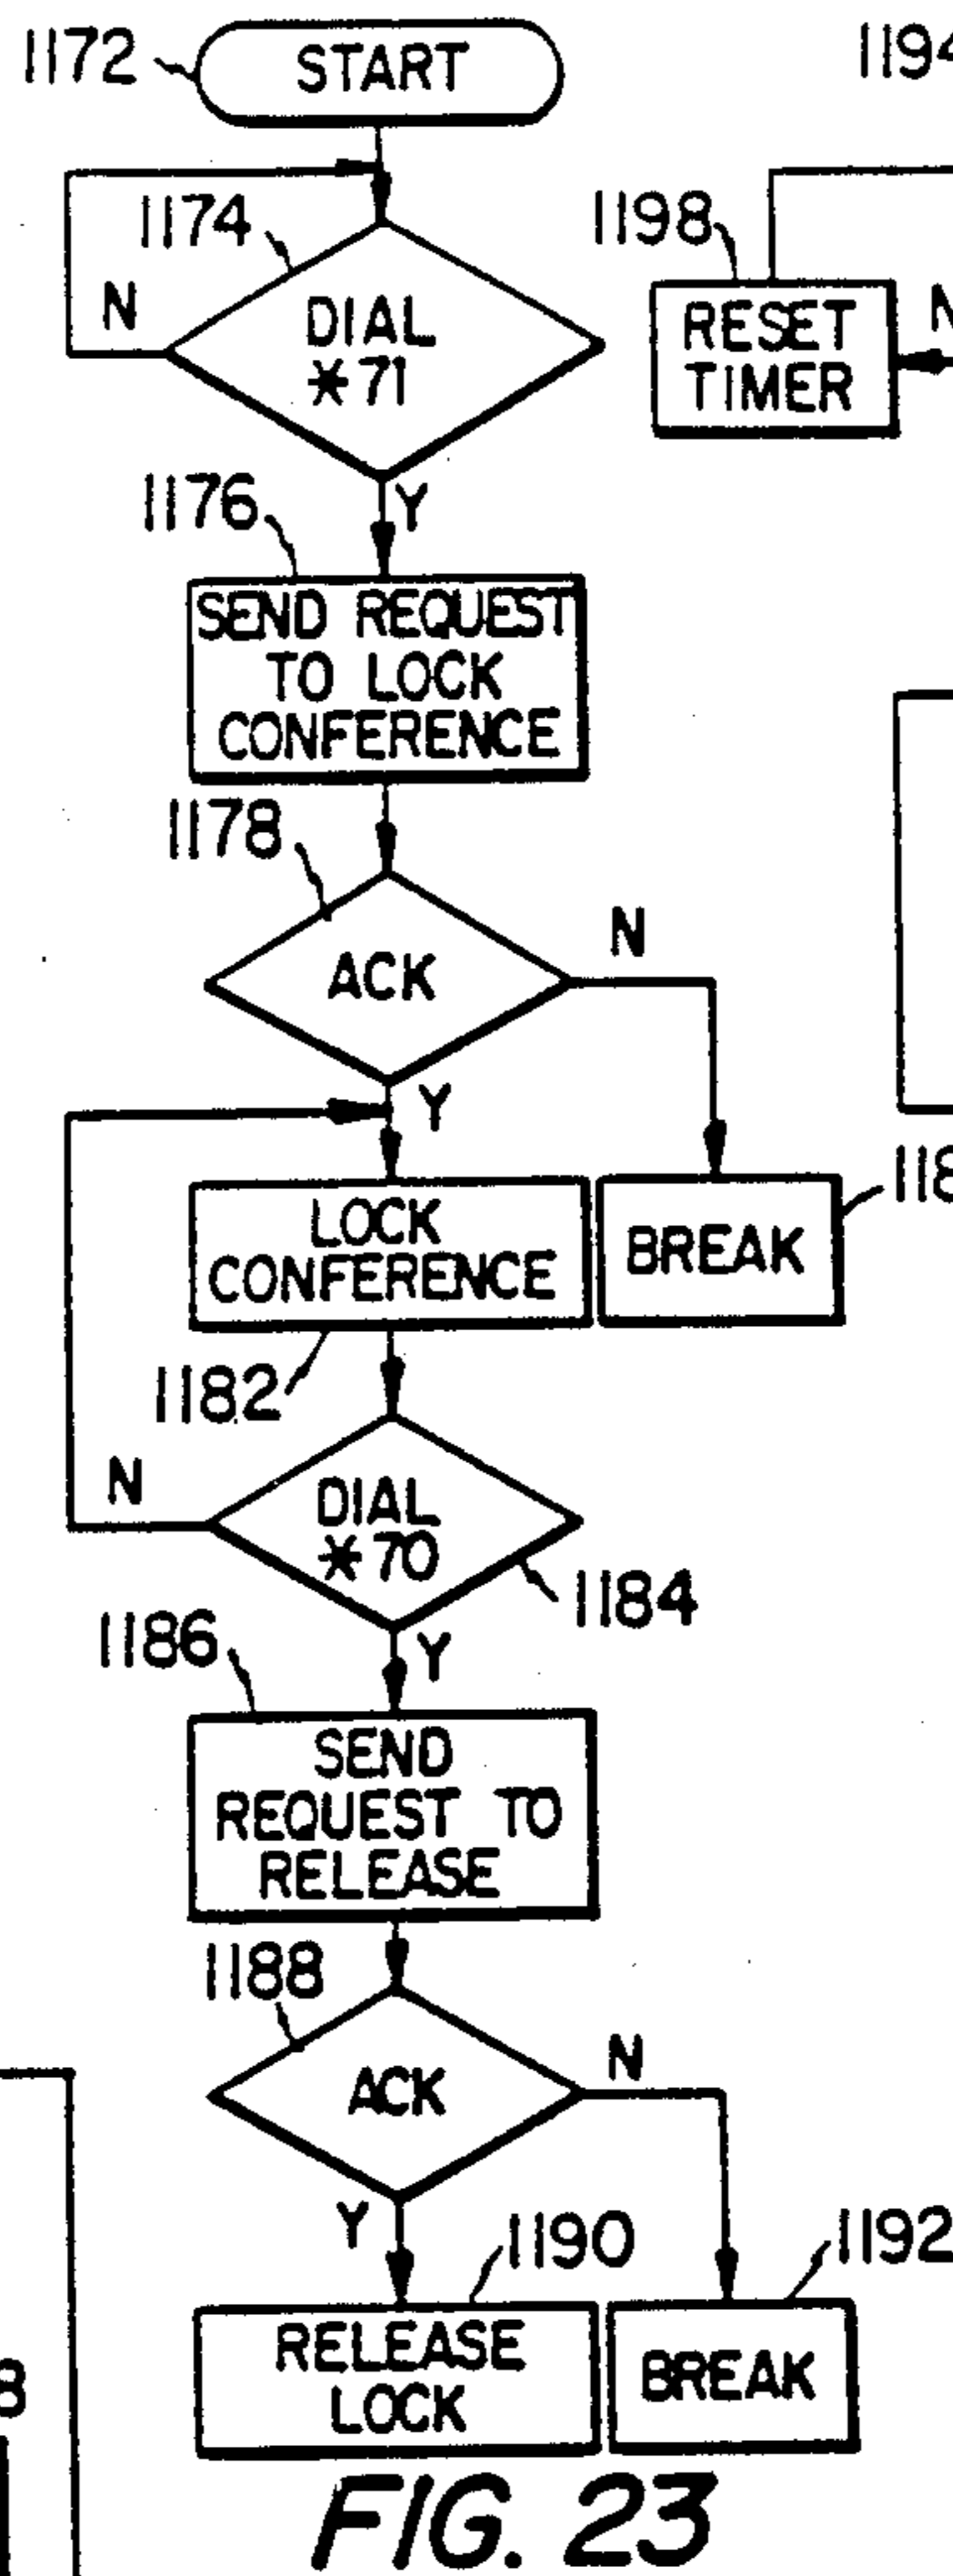 1172
START
1174
N
DIAL
*71
Y
1176
SEND REQUEST
TO LOCK
CONFERENCE
1178
ACK
N
Y
LOCK
CONFERENCE
BREAK
1182
N
DIAL
*70
1184
Y
1186
SEND
REQUEST TO
RELEASE
1188
ACK
N
Y
1190
1192
RELEASE
LOCK
BREAK
FIG. 23
1198
RESET
TIMER
N